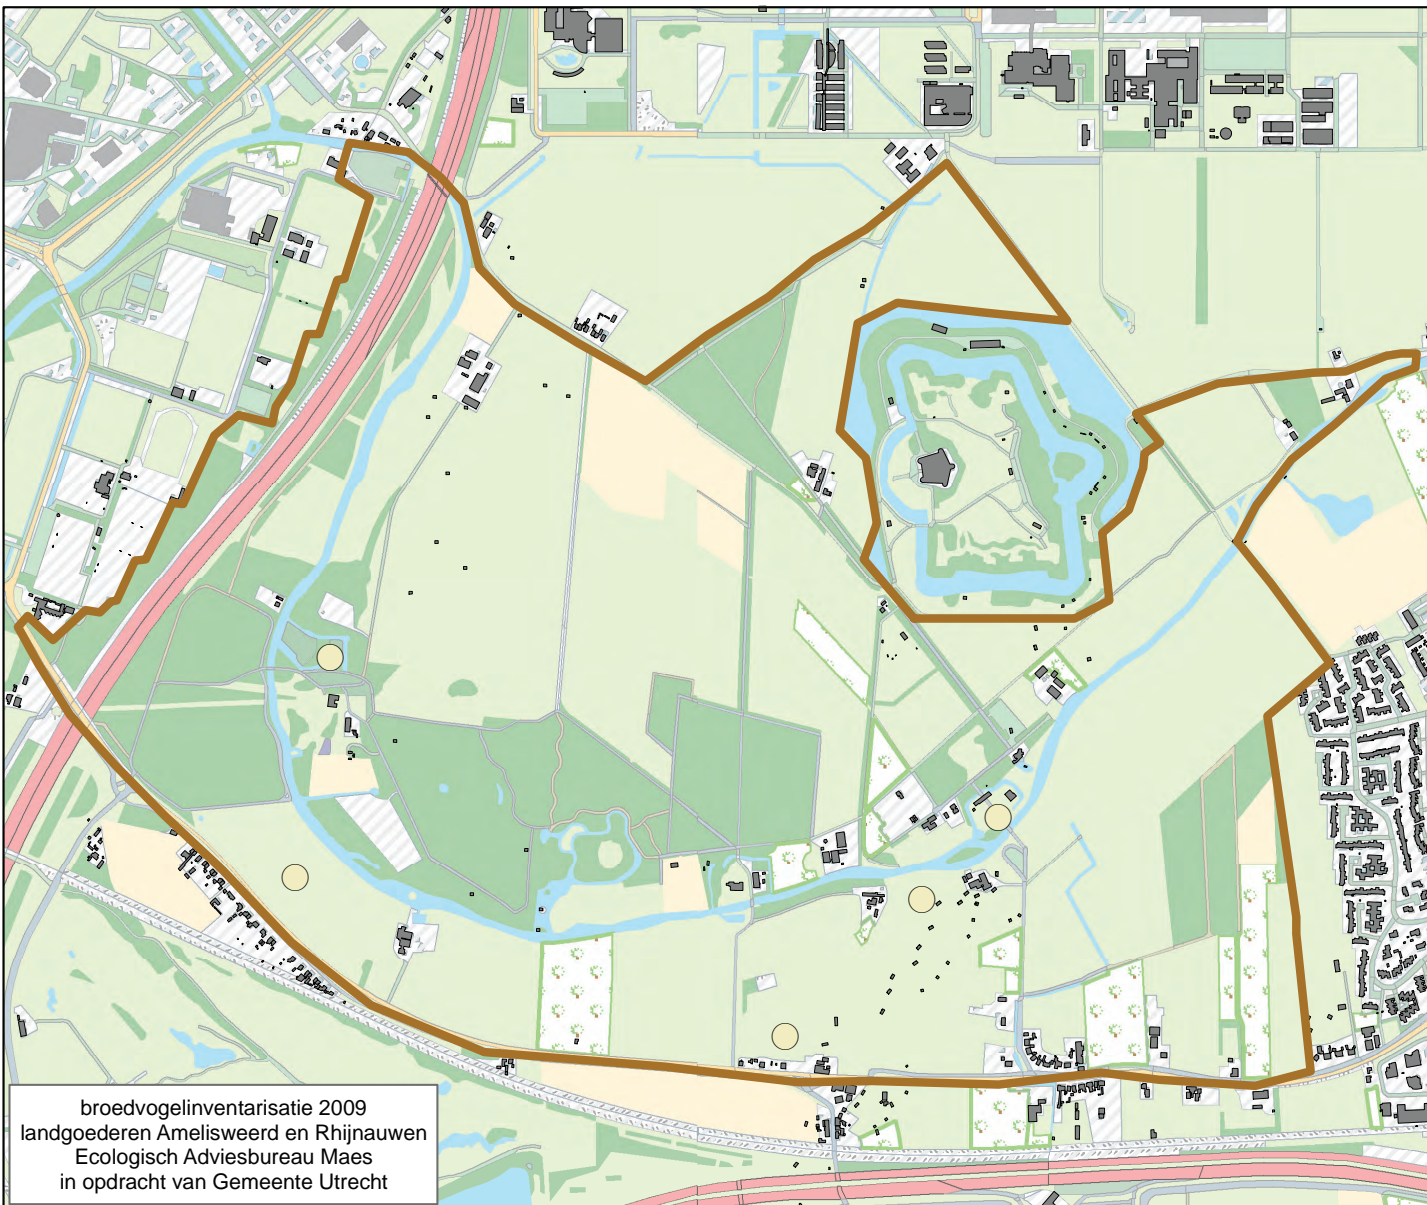 broedvogelinventarisatie 2009
landgoederen Amelisweerd en Rhijnauwen
Ecologisch Adviesbureau Maes
in opdracht van Gemeente Utrecht